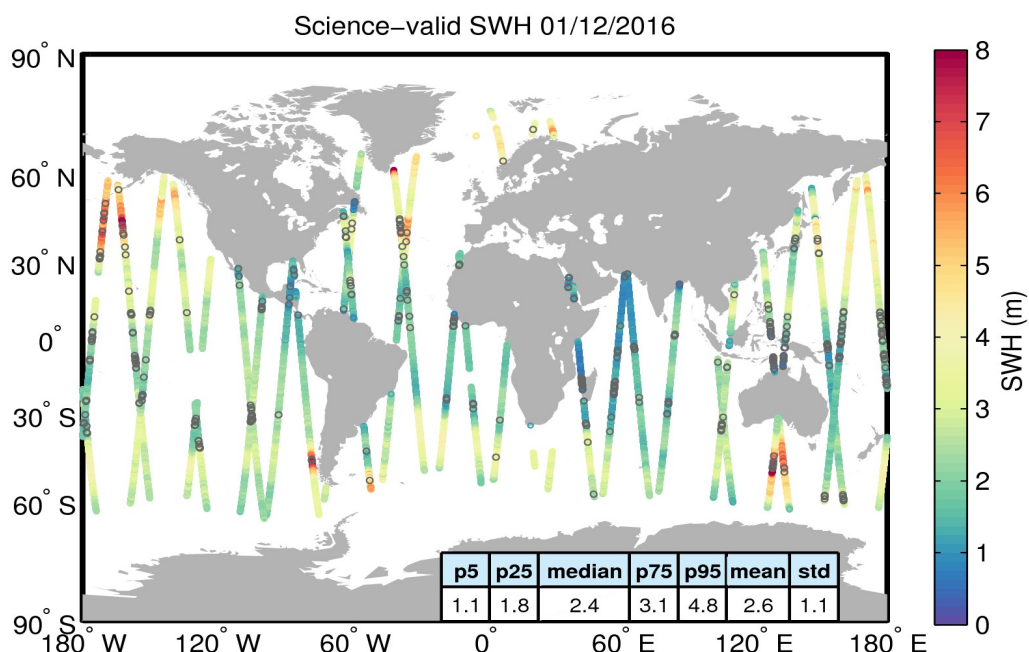 Science−valid SWH 01/12/2016
90° N
60° N
30° N
0°
30° S
60° S
90° S
180° W
120° W
60° W
0°
60° E
120° E
180° E
p5 p25 median p75 p95 mean std
1.1 1.8 2.4 3.1 4.8 2.6 1.1
8
7
6
5
4
3
2
1
0
SWH (m)